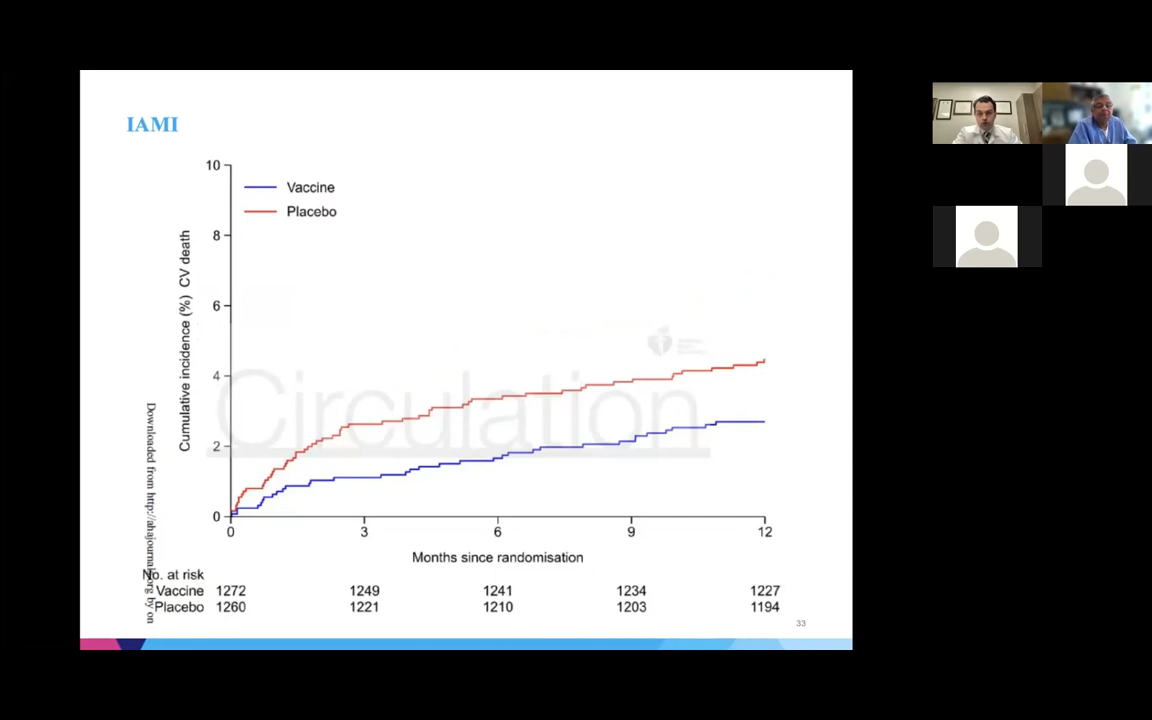 IAMI
10
8
6
4
2
0
Cumulative incidence (%) CV death
Vaccine
Placebo
Circulation
0 3 6 9 12
Months since randomisation
No. at risk
Vaccine 1272 1249 1241 1234 1227
Placebo 1260 1221 1210 1203 1194
Downloaded from http://ahajournals.org by on
33